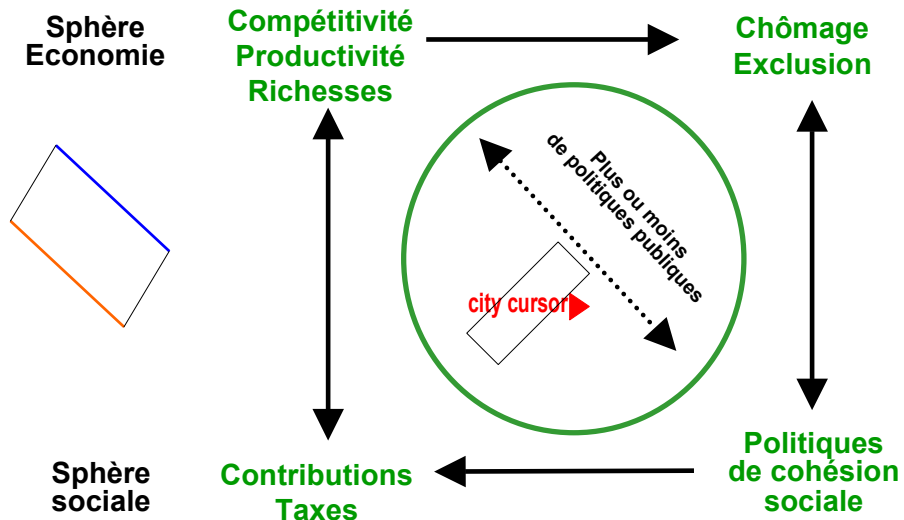 Sphère
Economie
Compétitivité
Productivité
Richesses
Chômage
Exclusion
Plus ou moins
de politiques publiques
city cursor
Sphère
sociale
Contributions
Taxes
Politiques
de cohésion
sociale